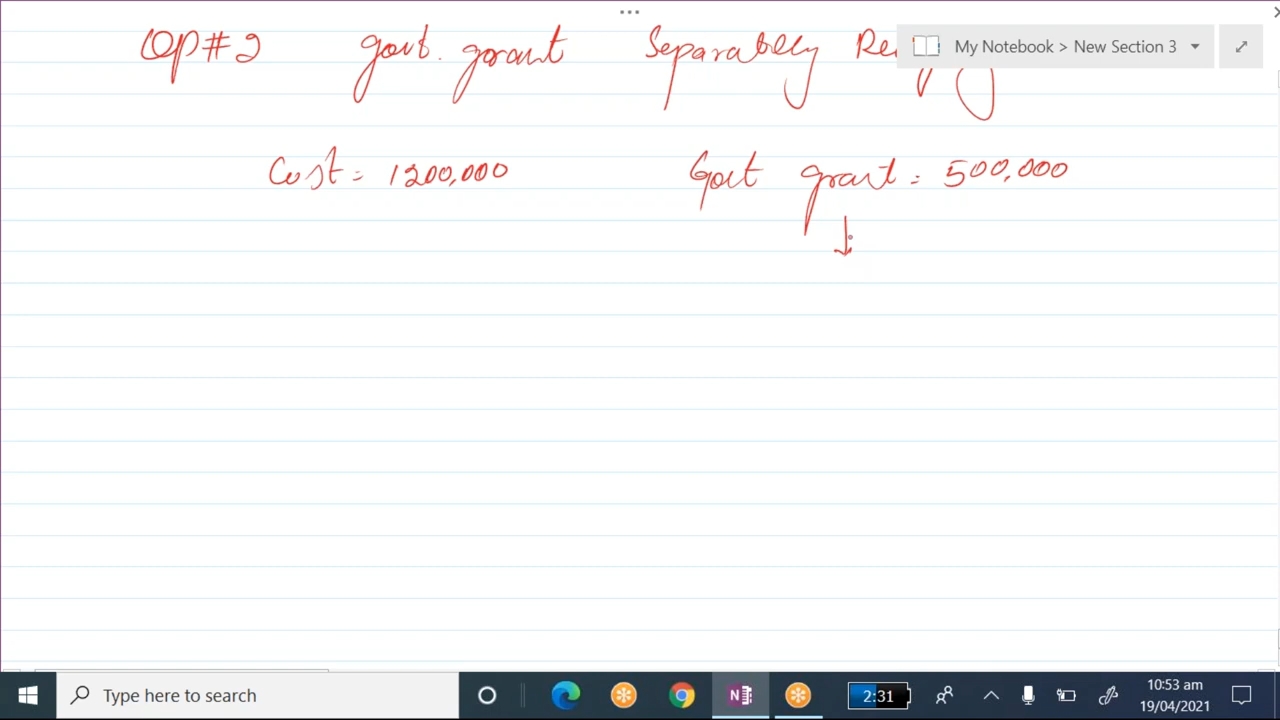 OP#2 govt. grant Separately
My Notebook > New Section 3
Cost = 1200,000 Govt grant = 500,000
Type here to search
2:31
10:53 am
19/04/2021